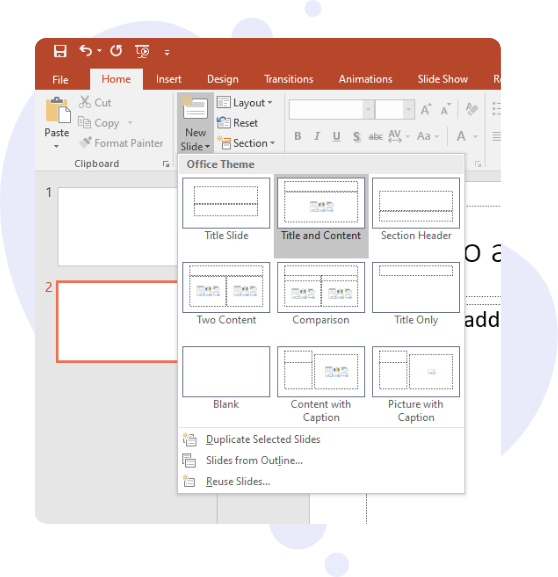 File Home Insert Design Transitions Animations Slide Show R
Paste
Cut
Copy
Format Painter
Clipboard
New
Slide
Layout
Reset
Section
B I U S abc AV Aa A
A A A
Office Theme
1
2
Title Slide Title and Content Section Header
Two Content Comparison Title Only
Blank Content with Caption Picture with Caption
Duplicate Selected Slides
Slides from Outline...
Reuse Slides...
o a
add